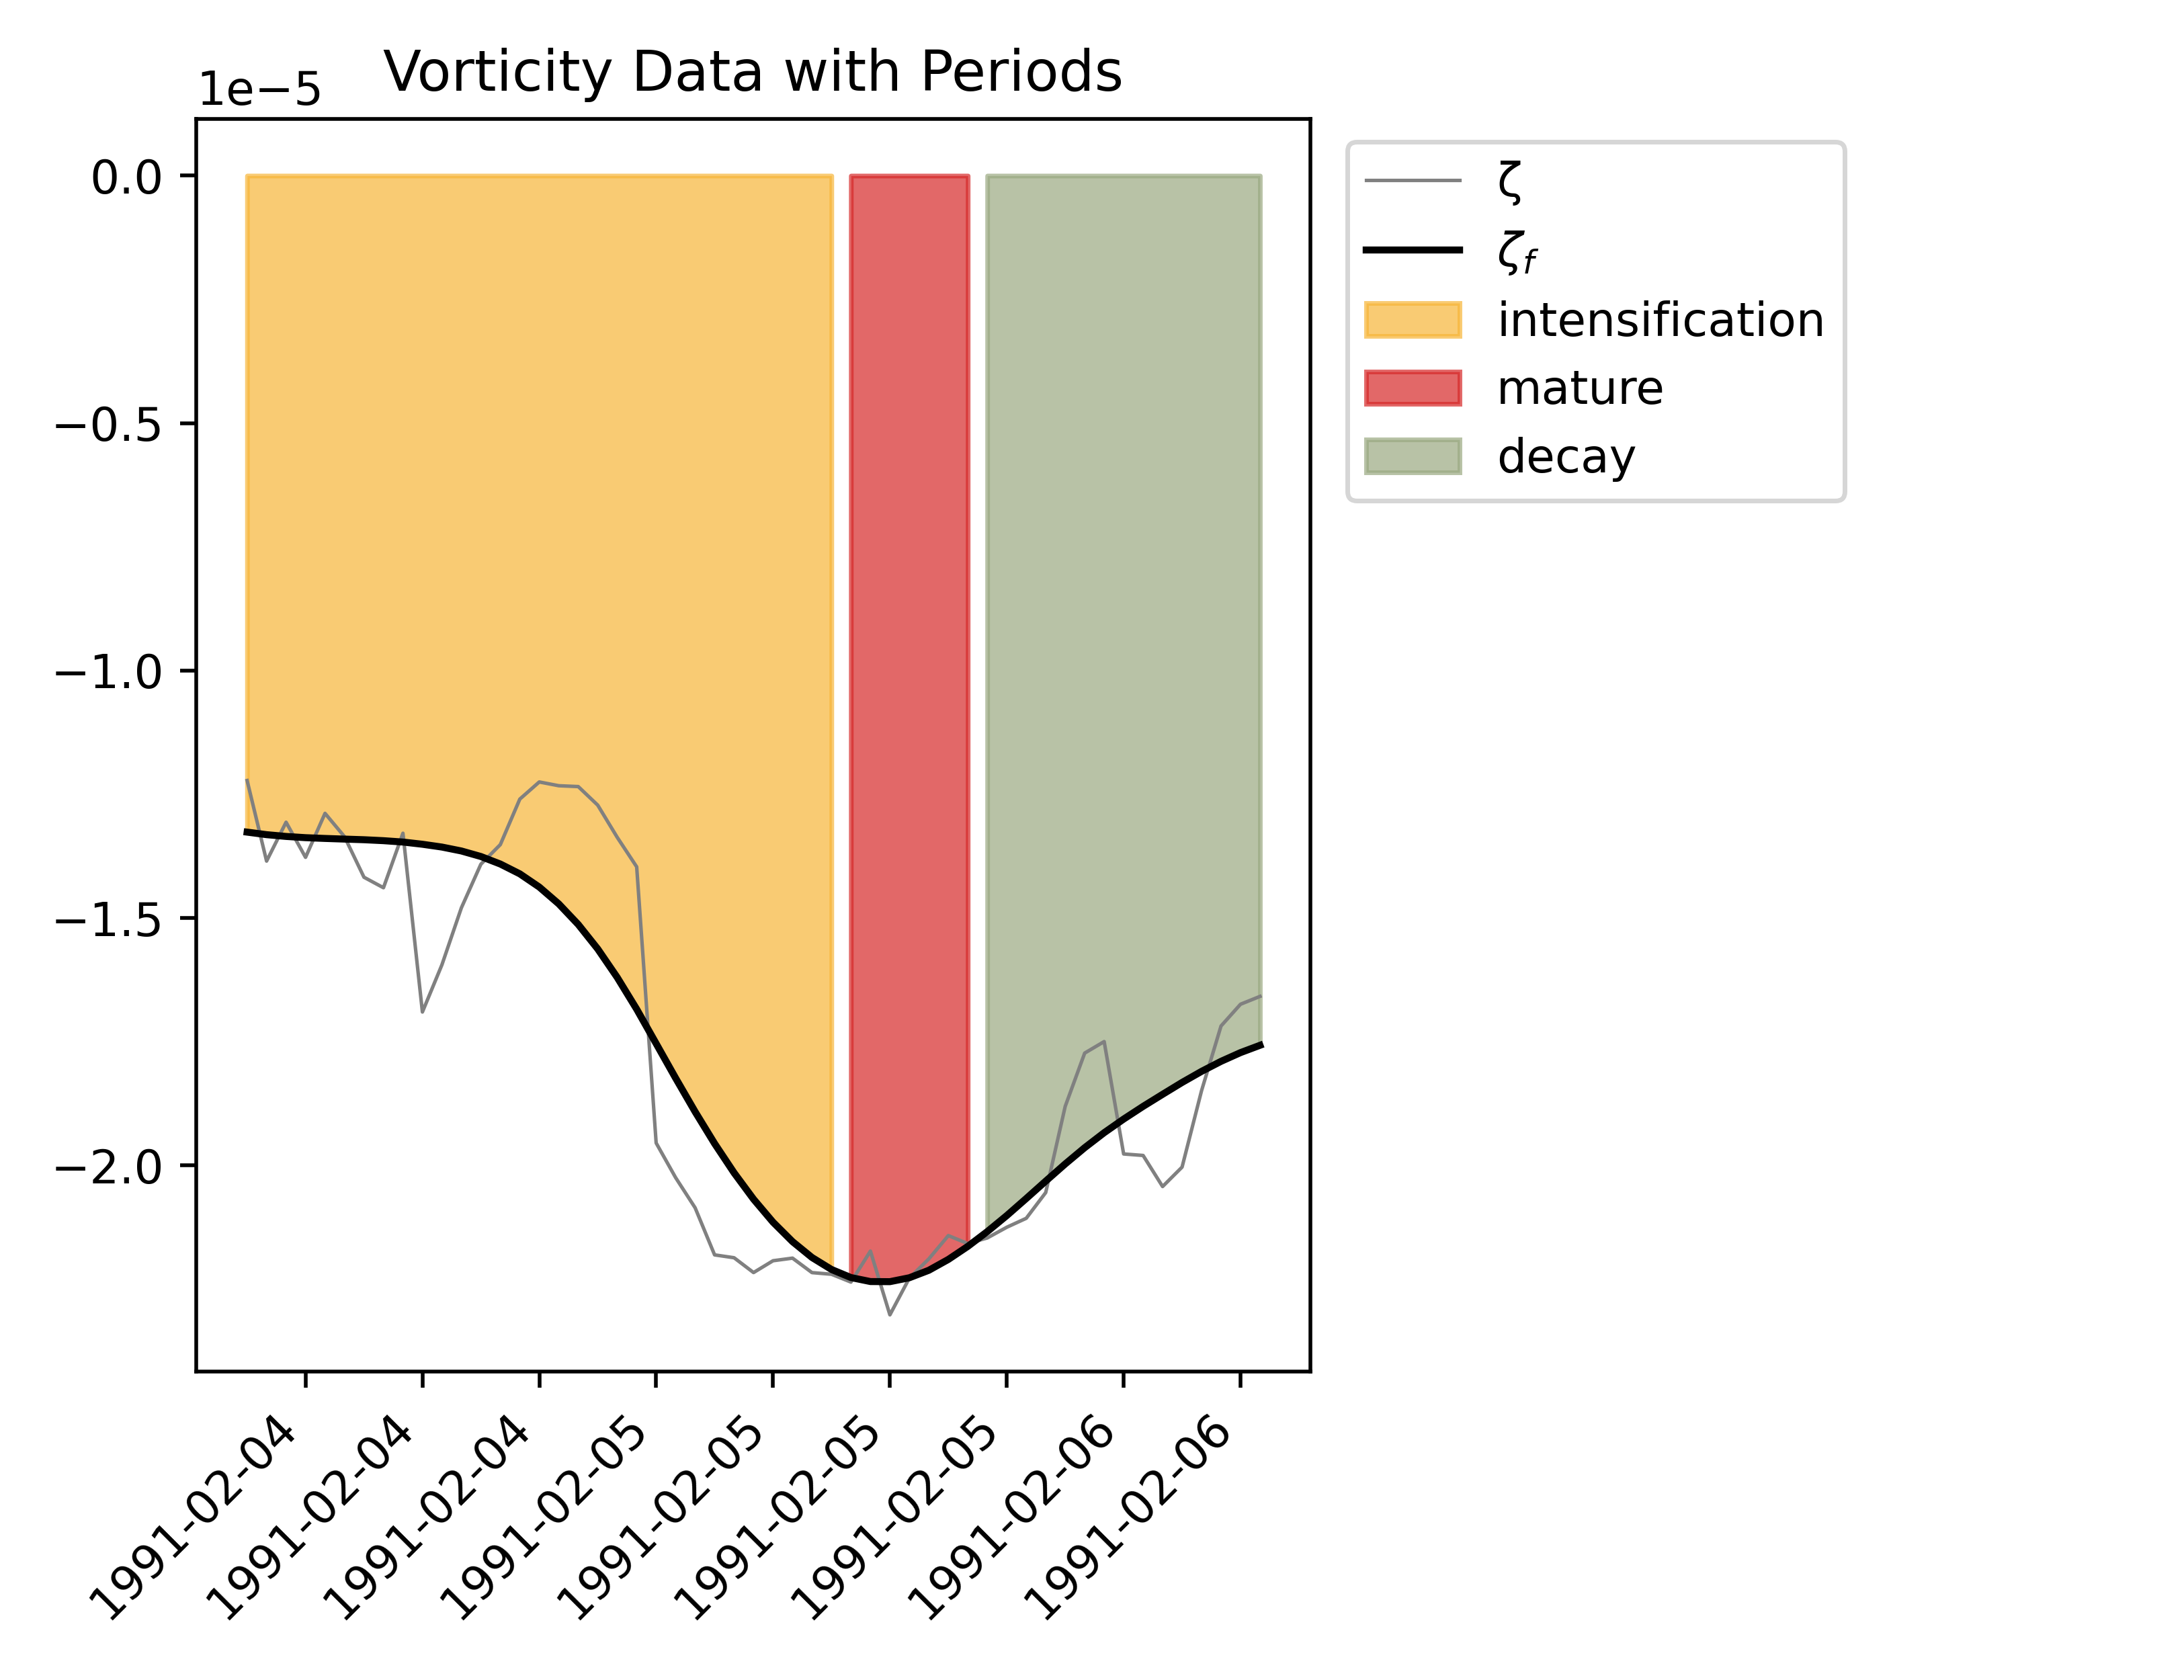 Vorticity Data with Periods
1e−5
0.0
−0.5
−1.0
−1.5
−2.0
1991-02-04
1991-02-04
1991-02-04
1991-02-05
1991-02-05
1991-02-05
1991-02-05
1991-02-06
1991-02-06
ζ
ζf
intensification
mature
decay